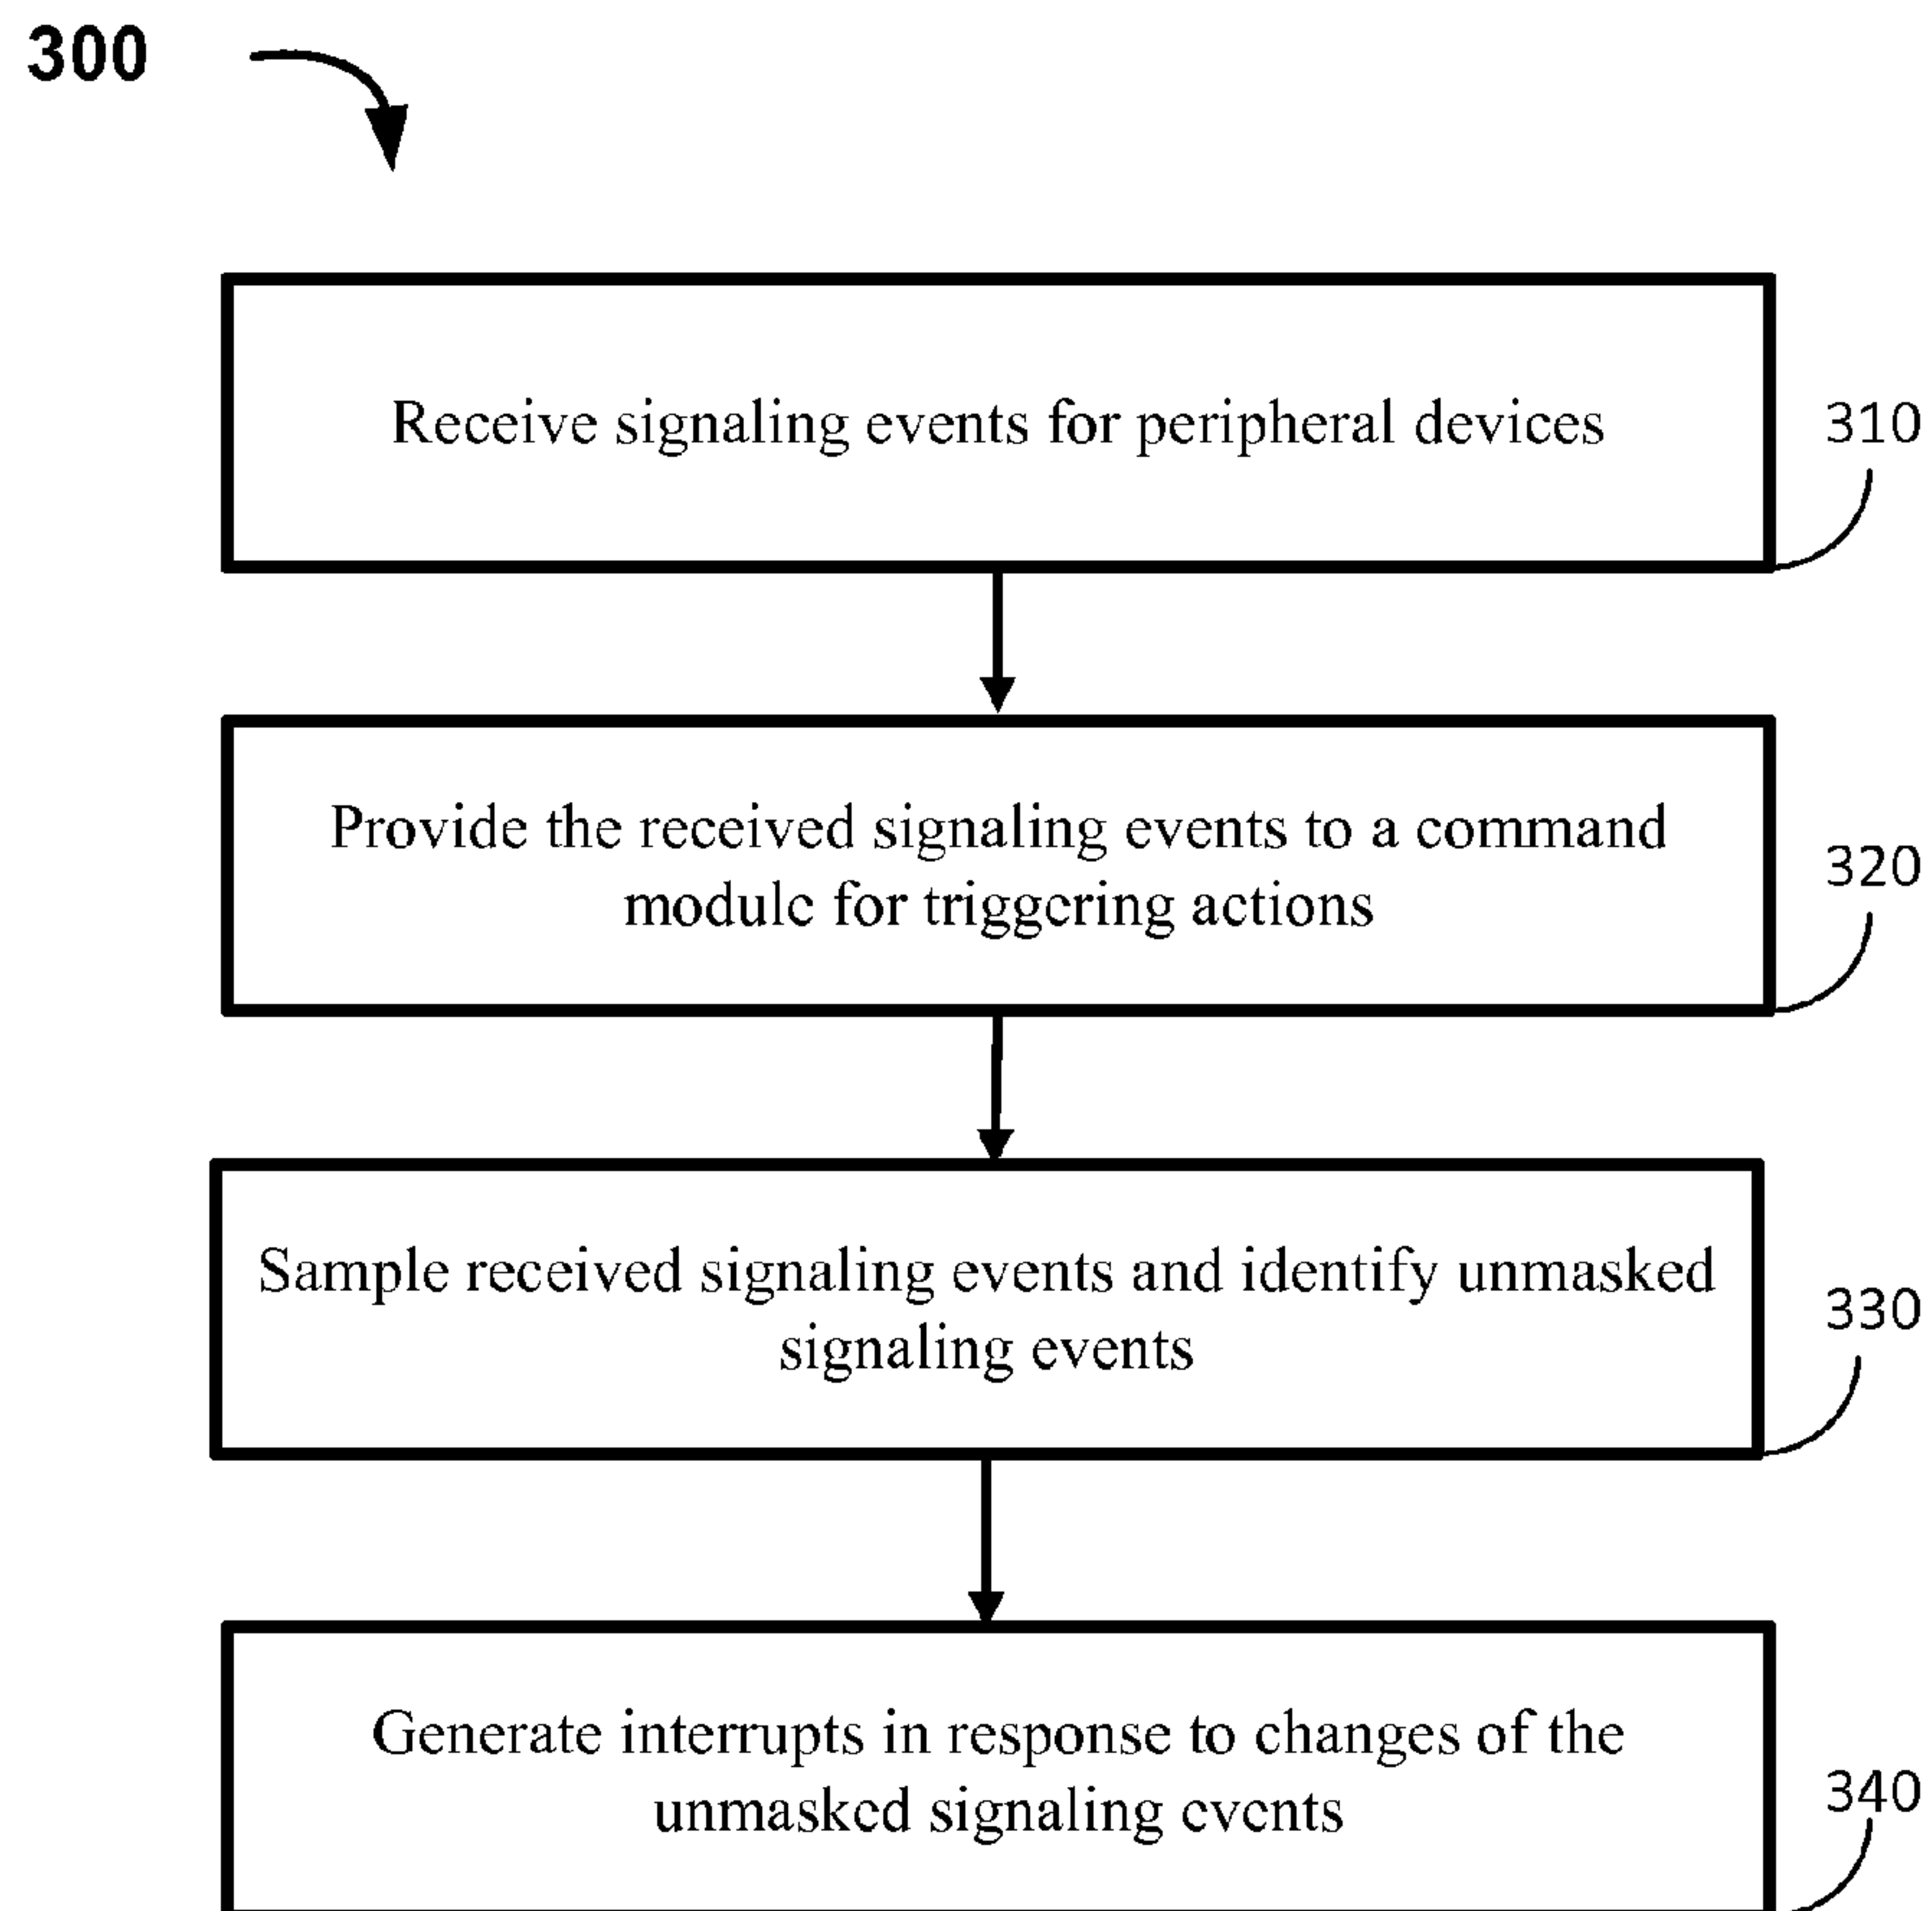 300
Receive signaling events for peripheral devices
310
Provide the received signaling events to a command
module for triggering actions
320
Sample received signaling events and identify unmasked
signaling events
330
Generate interrupts in response to changes of the
unmasked signaling events
340